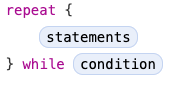 repeat {
statements
} while condition